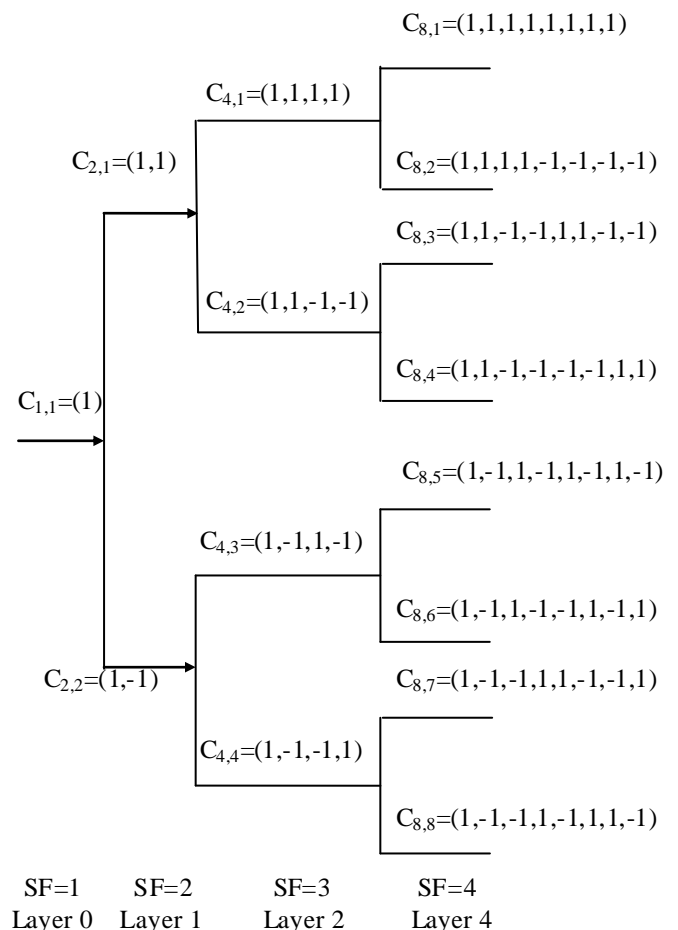 C8,1=(1,1,1,1,1,1,1,1)
C4,1=(1,1,1,1)
C2,1=(1,1)
C8,2=(1,1,1,1,-1,-1,-1,-1)
C8,3=(1,1,-1,-1,1,1,-1,-1)
C4,2=(1,1,-1,-1)
C8,4=(1,1,-1,-1,-1,-1,1,1)
C1,1=(1)
C8,5=(1,-1,1,-1,1,-1,1,-1)
C4,3=(1,-1,1,-1)
C8,6=(1,-1,1,-1,-1,1,-1,1)
C2,2=(1,-1)
C8,7=(1,-1,-1,1,1,-1,-1,1)
C4,4=(1,-1,-1,1)
C8,8=(1,-1,-1,1,-1,1,1,-1)
SF=1 SF=2 SF=3 SF=4
Layer 0 Layer 1 Layer 2 Layer 4